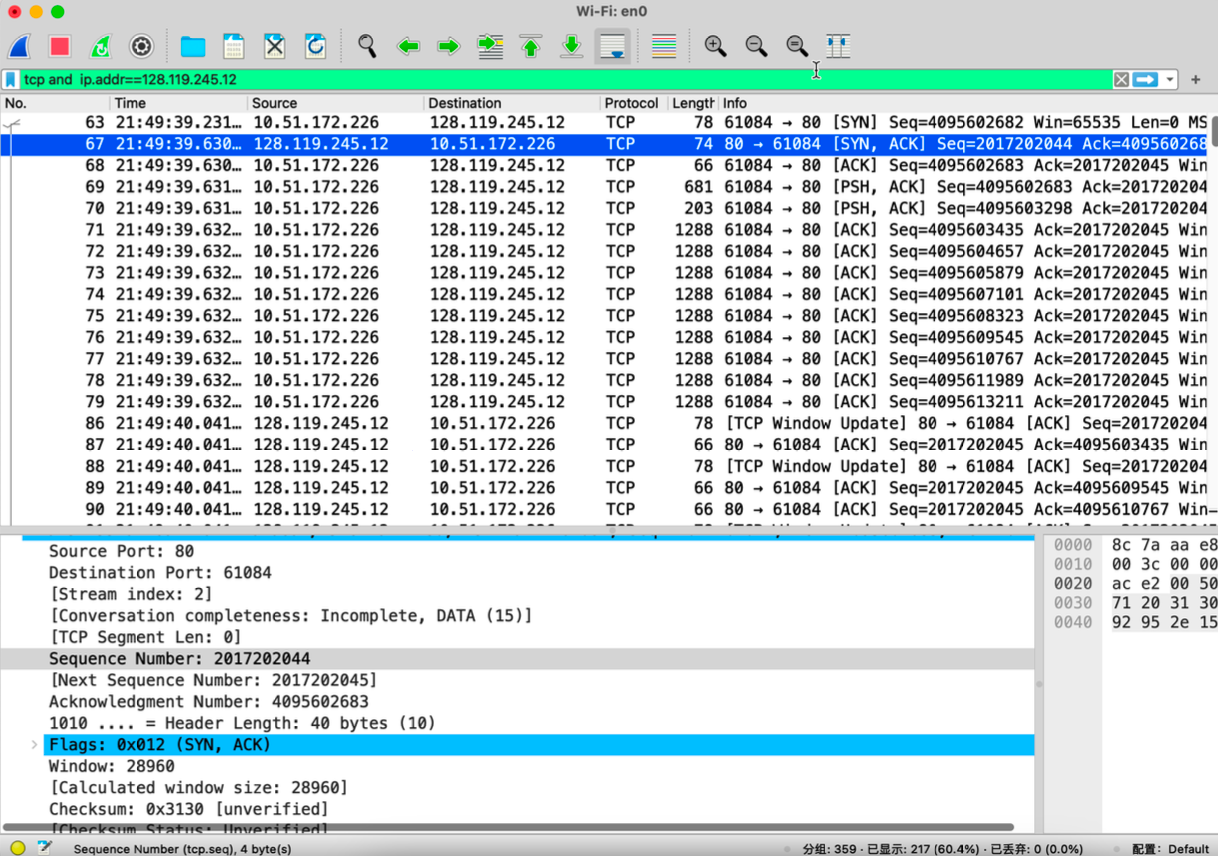 Wi-Fi: en0
tcp and ip.addr==128.119.245.12
No. Time Source Destination Protocol Length Info
63 21:49:39.231… 10.51.172.226 128.119.245.12 TCP 78 61084 → 80 [SYN] Seq=4095602682 Win=65535 Len=0 MS
67 21:49:39.630… 128.119.245.12 10.51.172.226 TCP 74 80 → 61084 [SYN, ACK] Seq=2017202044 Ack=409560268
68 21:49:39.630… 10.51.172.226 128.119.245.12 TCP 66 61084 → 80 [ACK] Seq=4095602683 Ack=2017202045 Win
69 21:49:39.631… 10.51.172.226 128.119.245.12 TCP 681 61084 → 80 [PSH, ACK] Seq=4095602683 Ack=201720204
70 21:49:39.631… 10.51.172.226 128.119.245.12 TCP 203 61084 → 80 [PSH, ACK] Seq=4095603298 Ack=201720204
71 21:49:39.632… 10.51.172.226 128.119.245.12 TCP 1288 61084 → 80 [ACK] Seq=4095603435 Ack=2017202045 Win
72 21:49:39.632… 10.51.172.226 128.119.245.12 TCP 1288 61084 → 80 [ACK] Seq=4095604657 Ack=2017202045 Win
73 21:49:39.632… 10.51.172.226 128.119.245.12 TCP 1288 61084 → 80 [ACK] Seq=4095605879 Ack=2017202045 Win
74 21:49:39.632… 10.51.172.226 128.119.245.12 TCP 1288 61084 → 80 [ACK] Seq=4095607101 Ack=2017202045 Win
75 21:49:39.632… 10.51.172.226 128.119.245.12 TCP 1288 61084 → 80 [ACK] Seq=4095608323 Ack=2017202045 Win
76 21:49:39.632… 10.51.172.226 128.119.245.12 TCP 1288 61084 → 80 [ACK] Seq=4095609545 Ack=2017202045 Win
77 21:49:39.632… 10.51.172.226 128.119.245.12 TCP 1288 61084 → 80 [ACK] Seq=4095610767 Ack=2017202045 Win
78 21:49:39.632… 10.51.172.226 128.119.245.12 TCP 1288 61084 → 80 [ACK] Seq=4095611989 Ack=2017202045 Win
79 21:49:39.632… 10.51.172.226 128.119.245.12 TCP 1288 61084 → 80 [ACK] Seq=4095613211 Ack=2017202045 Win
86 21:49:40.041… 128.119.245.12 10.51.172.226 TCP 78 [TCP Window Update] 80 → 61084 [ACK] Seq=201720204
87 21:49:40.041… 128.119.245.12 10.51.172.226 TCP 66 80 → 61084 [ACK] Seq=2017202045 Ack=4095603435 Win
88 21:49:40.041… 128.119.245.12 10.51.172.226 TCP 78 [TCP Window Update] 80 → 61084 [ACK] Seq=201720204
89 21:49:40.041… 128.119.245.12 10.51.172.226 TCP 66 80 → 61084 [ACK] Seq=2017202045 Ack=4095609545 Win
90 21:49:40.041… 128.119.245.12 10.51.172.226 TCP 66 80 → 61084 [ACK] Seq=2017202045 Ack=4095610767 Win
Source Port: 80
Destination Port: 61084
[Stream index: 2]
[Conversation completeness: Incomplete, DATA (15)]
[TCP Segment Len: 0]
Sequence Number: 2017202044
[Next Sequence Number: 2017202045]
Acknowledgment Number: 4095602683
1010 .... = Header Length: 40 bytes (10)
Flags: 0x012 (SYN, ACK)
Window: 28960
[Calculated window size: 28960]
Checksum: 0x3130 [unverified]
[Checksum Status: Unverified]
0000 8c 7a aa e8
0010 00 3c 00 00
0020 ac e2 00 50
0030 71 20 31 30
0040 92 95 2e 15
Sequence Number (tcp.seq), 4 byte(s)
分组: 359 · 已显示: 217 (60.4%) · 已丢弃: 0 (0.0%)
配置: Default